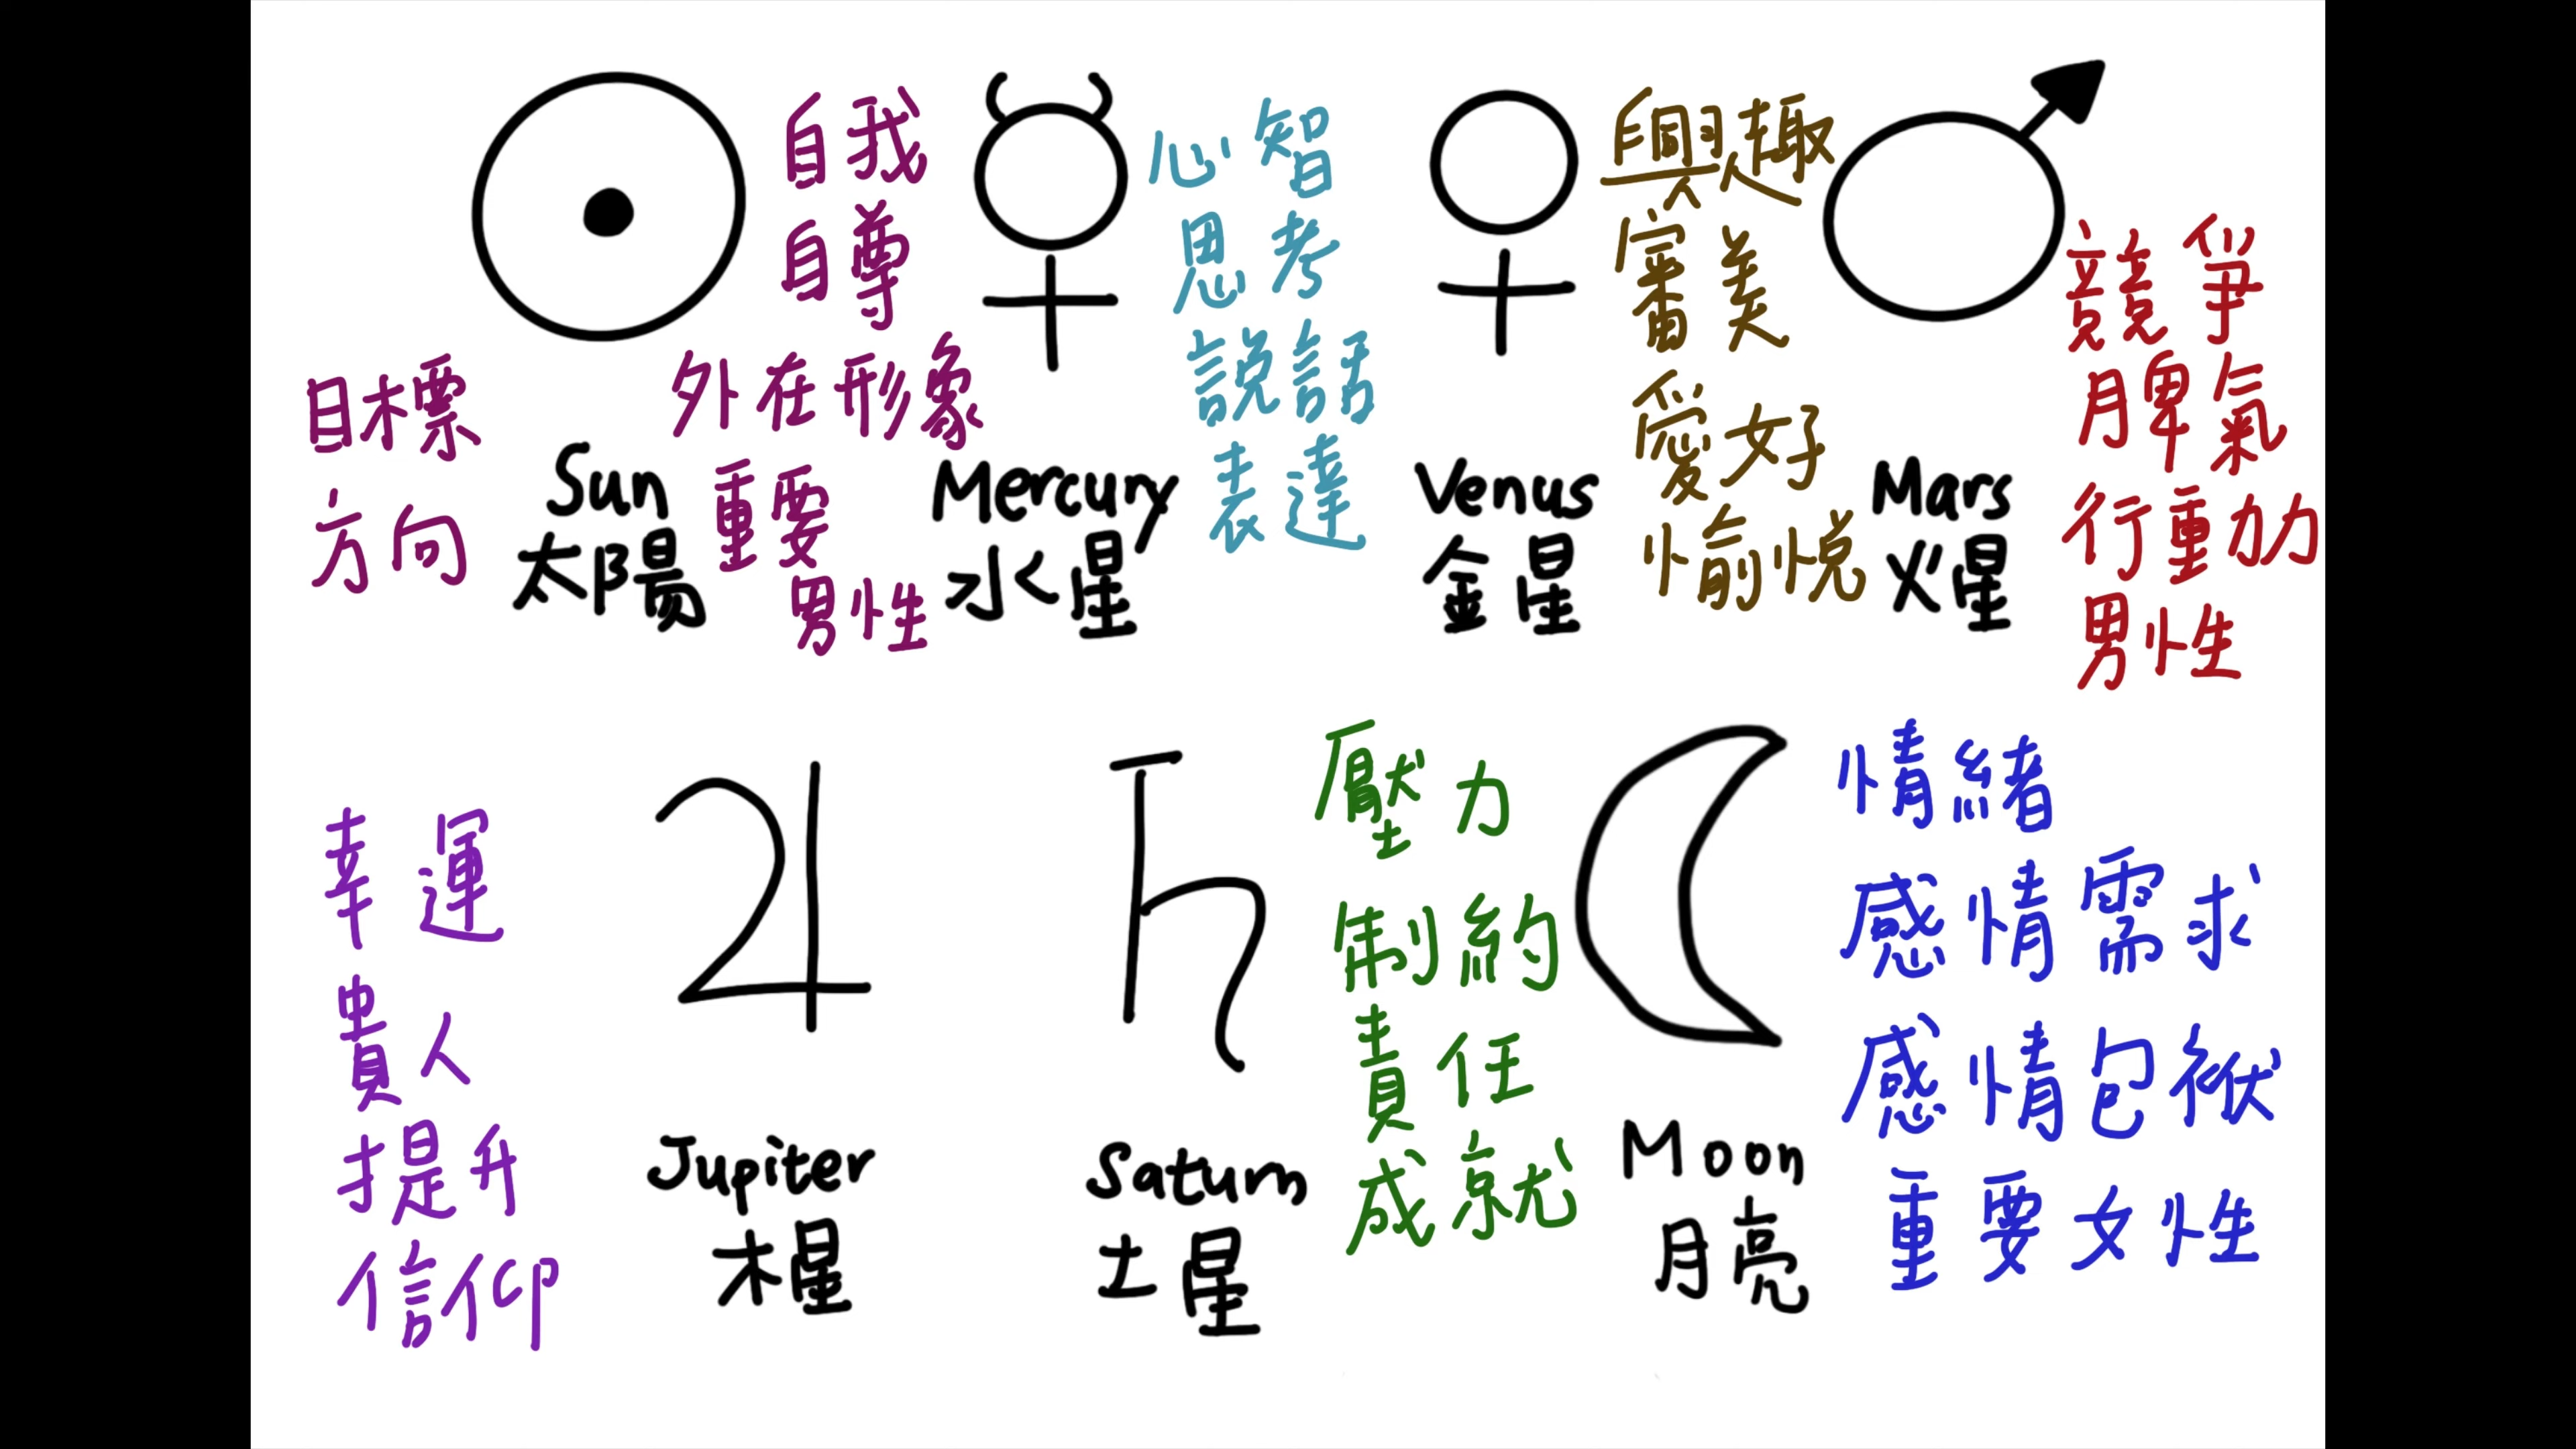 自我
自尊
外在形象
重要
男性
目標
方向
Sun
太陽
心智
思考
說話
表達
Mercury
水星
興趣
審美
愛好
愉悅
Venus
金星
競爭
脾氣
行動力
男性
Mars
火星
幸運
貴人
提升
信仰
Jupiter
木星
壓力
制約
責任
成就
Saturn
土星
情緒
感情需求
感情包袱
重要女性
Moon
月亮